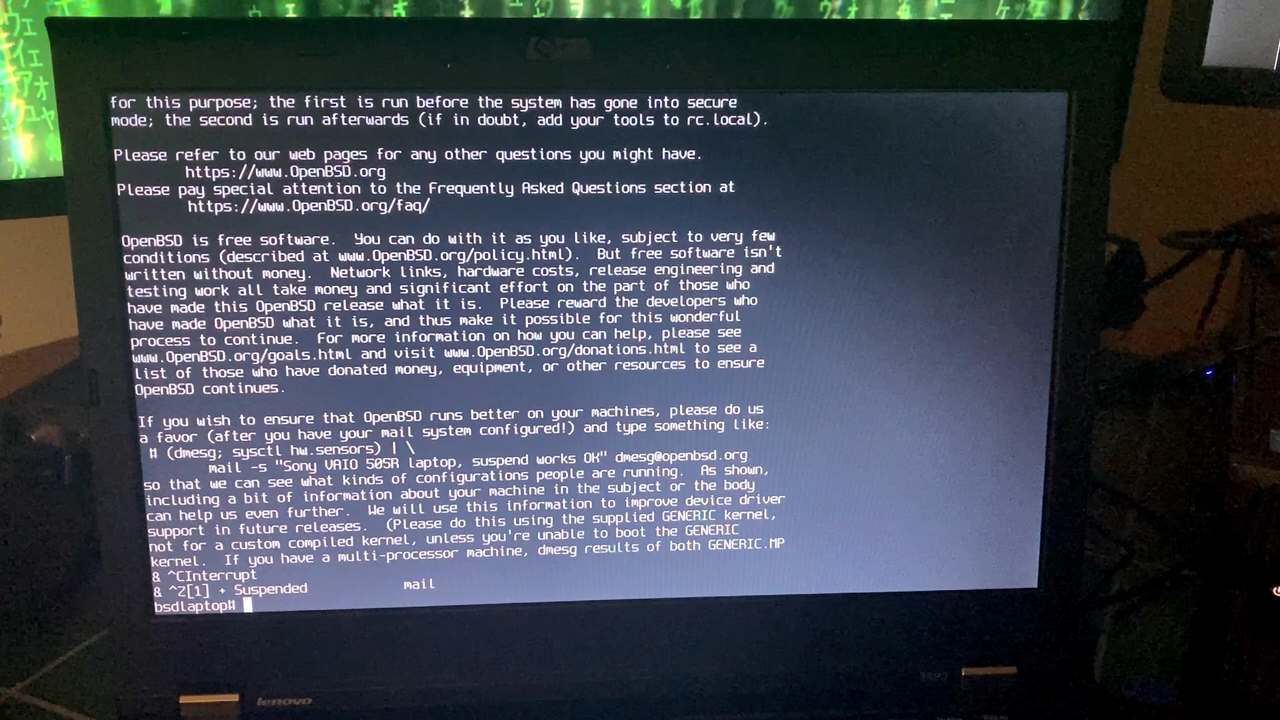 for this purpose; the first is run before the system has gone into secure
mode; the second is run afterwards (if in doubt, add your tools to rc.local).
Please refer to our web pages for any other questions you might have.
https://www.OpenBSD.org
Please pay special attention to the Frequently Asked Questions section at
https://www.OpenBSD.org/faq/
OpenBSD is free software.  You can do with it as you like, subject to very few
conditions (described at www.OpenBSD.org/policy.html).  But free software isn't
written without money.  Network links, hardware costs, release engineering and
testing work all take money and significant effort on the part of those who
have made this OpenBSD release what it is.  Please reward the developers who
have made OpenBSD what it is, and thus make it possible for this wonderful
process to continue.  For more information on how you can help, please see
www.OpenBSD.org/goals.html and visit www.OpenBSD.org/donations.html to see a
list of those who have donated money, equipment, or other resources to ensure
OpenBSD continues.
If you wish to ensure that OpenBSD runs better on your machines, please do us
a favor (after you have your mail system configured!) and type something like:
# (dmesg; sysctl hw.sensors) | \
mail -s "Sony VAIO 505R laptop, suspend works OK" dmesg@openbsd.org
so that we can see what kinds of configurations people are running.  As shown,
including a bit of information about your machine in the subject or the body
can help us even further.  We will use this information to improve device driver
support in future releases.  (Please do this using the supplied GENERIC kernel,
not for a custom compiled kernel, unless you're unable to boot the GENERIC
kernel.  If you have a multi-processor machine, dmesg results of both GENERIC.MP
& ^CInterrupt
& ^Z[1] + Suspended mail
bsdlaptop#
lenovo